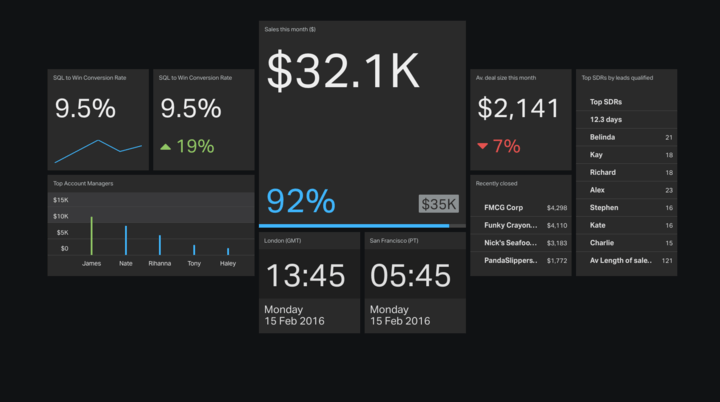 Sales this month ($)
$32.1K
92%
$35K
SQL to Win Conversion Rate
9.5%
SQL to Win Conversion Rate
9.5%
19%
Av. deal size this month
$2,141
7%
Top SDRs by leads qualified
Top SDRs
12.3 days
Belinda 21
Kay 18
Richard 18
Alex 23
Stephen 16
Kate 16
Charlie 15
Av Length of sale.. 121
Top Account Managers
$15K
$10K
$5K
$0
James Nate Rihanna Tony Haley
Recently closed
FMCG Corp $4,298
Funky Crayon... $4,110
Nick's Seafoo... $3,183
PandaSlippers.. $1,772
London (GMT)
13:45
Monday
15 Feb 2016
San Francisco (PT)
05:45
Monday
15 Feb 2016